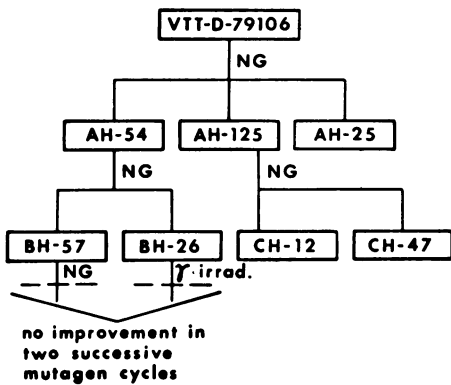 VTT-D-79106
NG
AH-54 AH-125 AH-25
NG NG
BH-57 BH-26 CH-12 CH-47
NG γ·irrad.
no improvement in
two successive
mutagen cycles